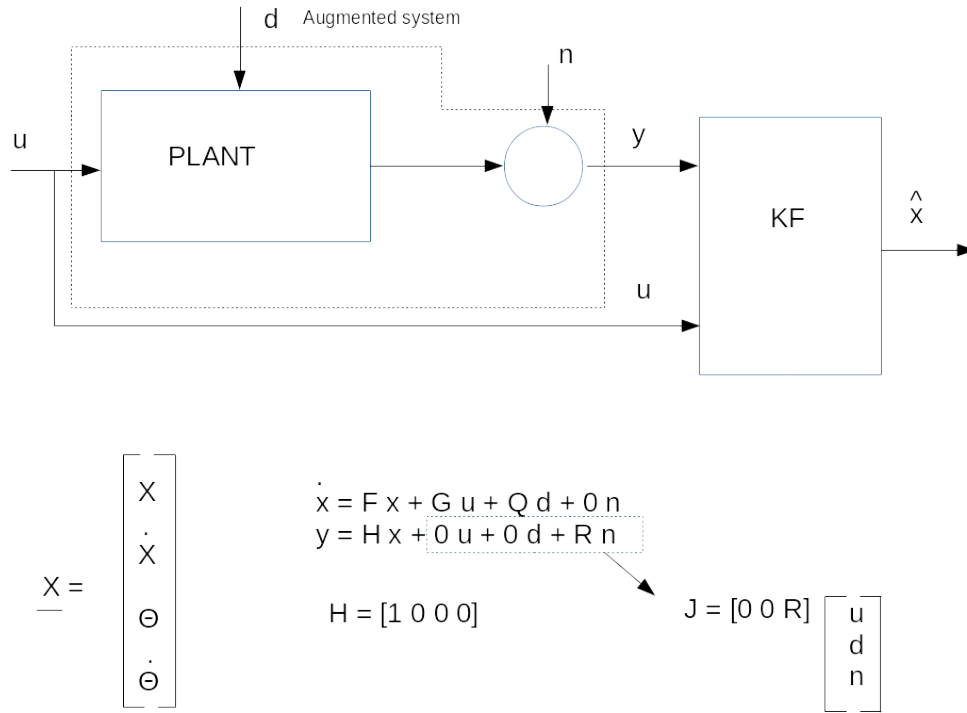 d Augmented system
n
u
PLANT
y
KF
^
x
u
X
Ẋ
Θ
Θ̇
X =
ẋ = F x + G u + Q d + 0 n
y = H x + 0 u + 0 d + R n
H = [1 0 0 0]
J = [0 0 R]
u
d
n